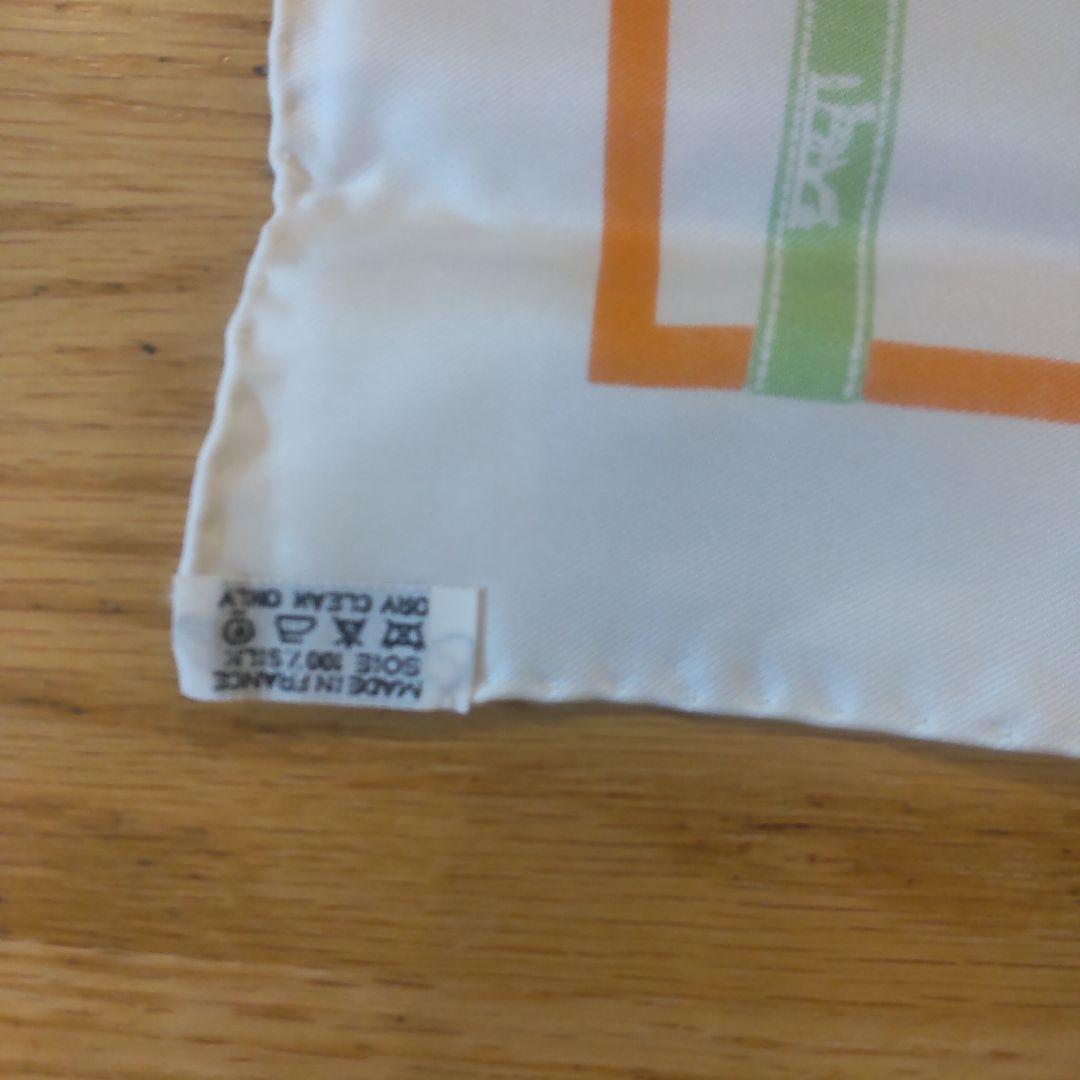 MADE IN FRANCE
SOIE 100% SILK
DRY CLEAN ONLY